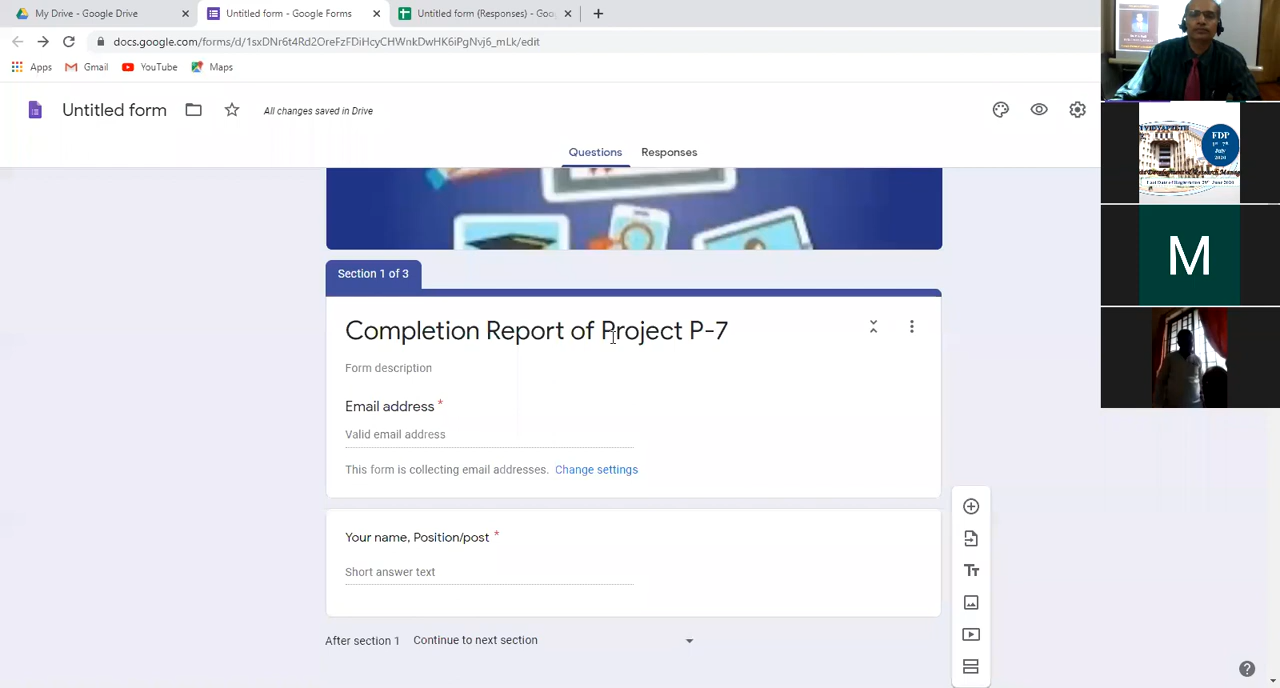 My Drive - Google Drive
Untitled form - Google Forms
Untitled form (Responses) - Goo
docs.google.com/forms/d/1sxDNr6t4Rd2OreFzFDiHcyCHWnkDwHK6iPgNvj6_mLk/edit
Apps
Gmail
YouTube
Maps
Untitled form
All changes saved in Drive
Questions
Responses
Section 1 of 3
Completion Report of Project P-7
Form description
Email address *
Valid email address
This form is collecting email addresses. Change settings
Your name, Position/post *
Short answer text
After section 1 Continue to next section
FDP
July
M